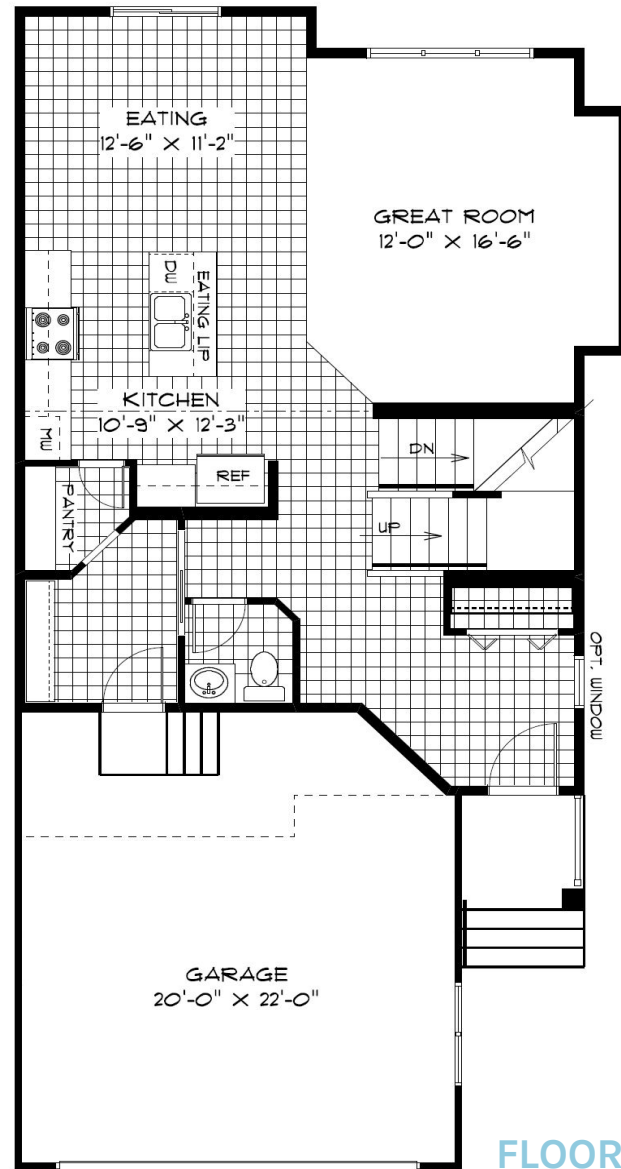 EATING
12'-6" X 11'-2"
GREAT ROOM
12'-0" X 16'-6"
DW
EATING LIP
KITCHEN
10'-9" X 12'-3"
MW
REF
DN
PANTRY
UP
OPT. WINDOW
GARAGE
20'-0" X 22'-0"
FLOOR